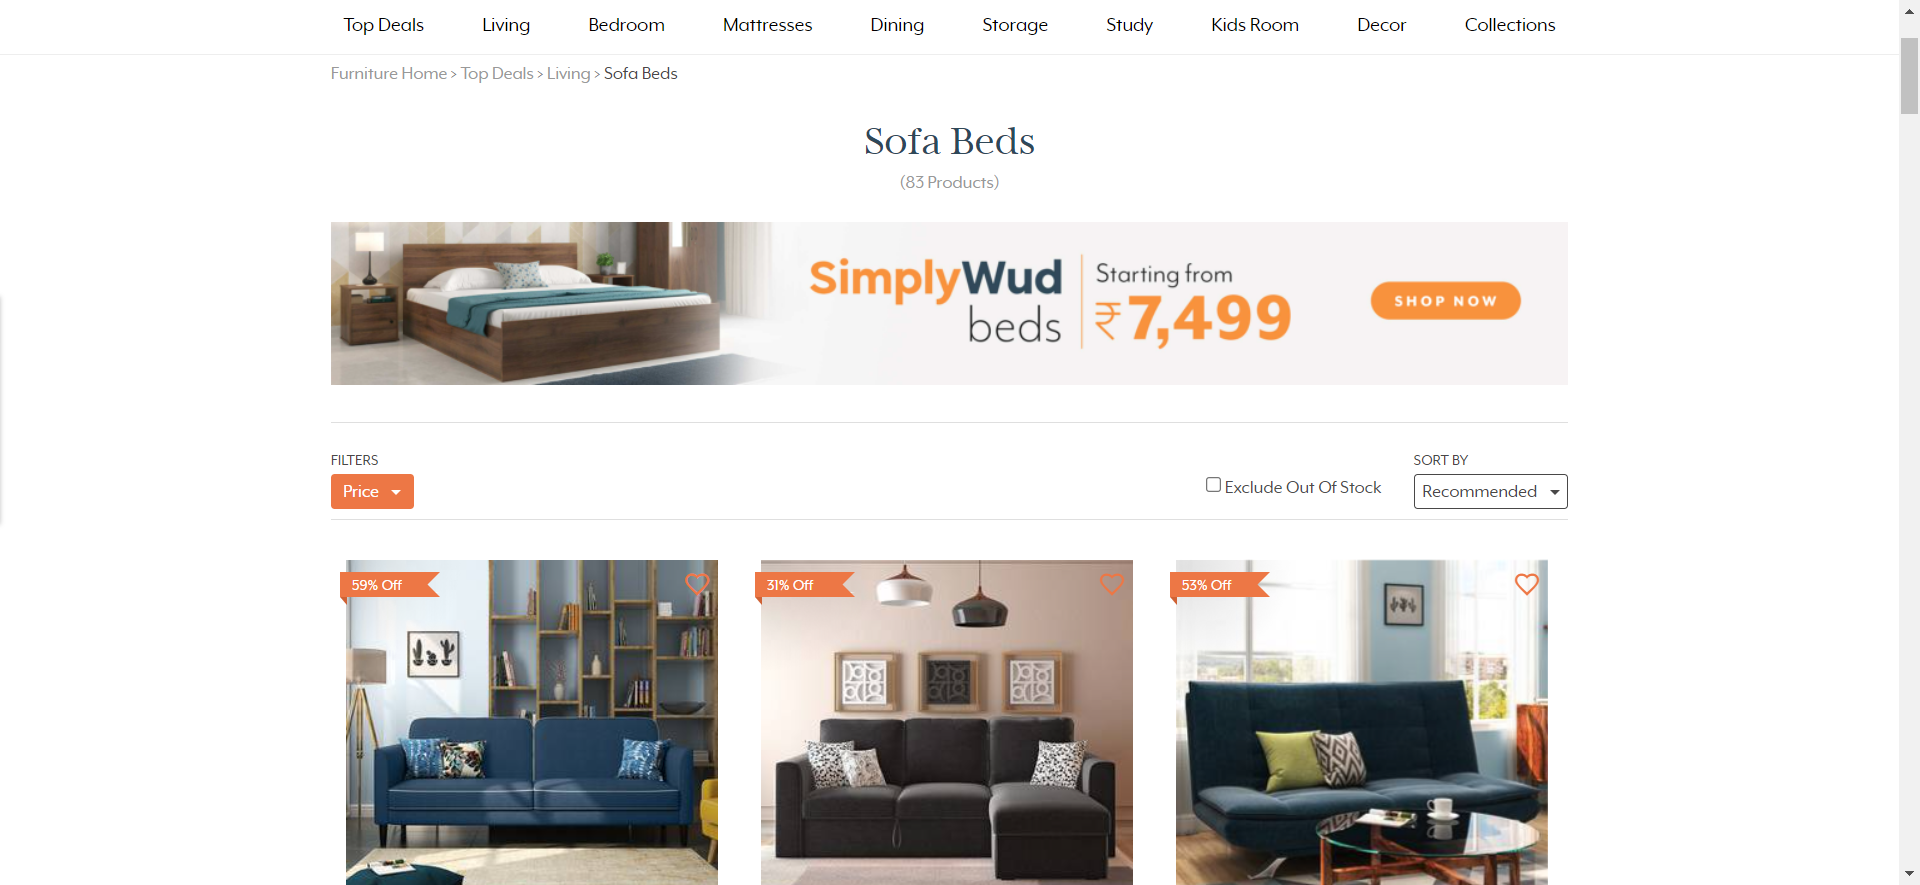 Top Deals Living Bedroom Mattresses Dining Storage Study Kids Room Decor Collections
Furniture Home > Top Deals > Living > Sofa Beds
Sofa Beds
(83 Products)
SimplyWud
beds
Starting from
₹7,499
SHOP NOW
FILTERS
Price
Exclude Out Of Stock
SORT BY
Recommended
59% Off
31% Off
53% Off